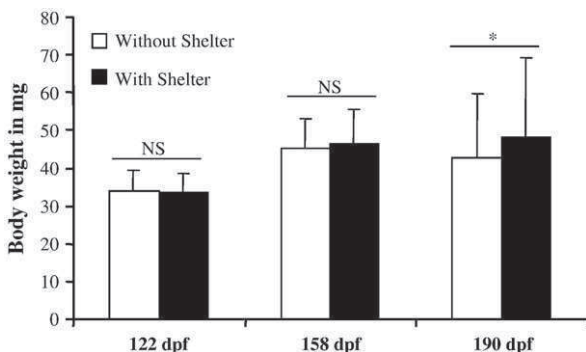 Body weight in mg
80
70
60
50
40
30
20
10
0
Without Shelter
With Shelter
NS
NS
*
122 dpf
158 dpf
190 dpf